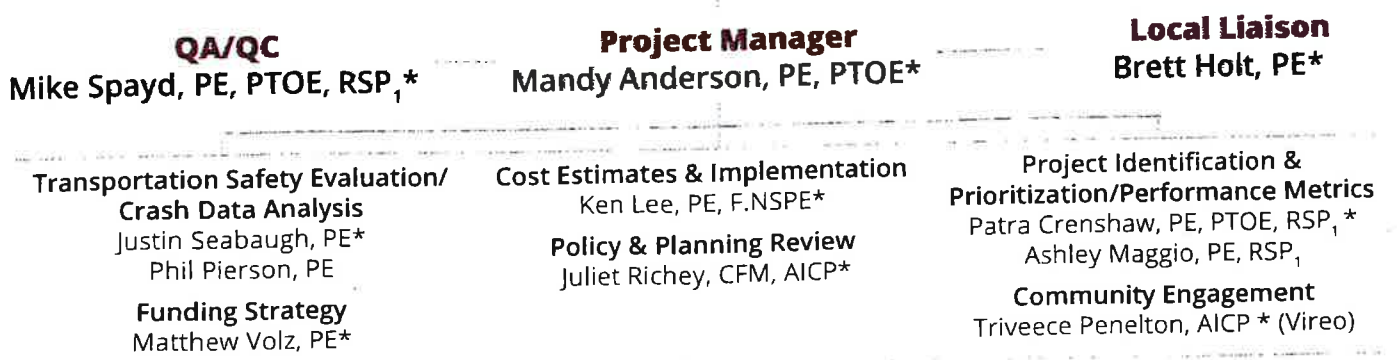 QA/QC
Mike Spayd, PE, PTOE, RSP₁*
Project Manager
Mandy Anderson, PE, PTOE*
Local Liaison
Brett Holt, PE*
Transportation Safety Evaluation/
Crash Data Analysis
Justin Seabaugh, PE*
Phil Pierson, PE
Funding Strategy
Matthew Volz, PE*
Cost Estimates & Implementation
Ken Lee, PE, F.NSPE*
Policy & Planning Review
Juliet Richey, CFM, AICP*
Project Identification &
Prioritization/Performance Metrics
Patra Crenshaw, PE, PTOE, RSP₁ *
Ashley Maggio, PE, RSP₁
Community Engagement
Triveece Penelton, AICP * (Vireo)